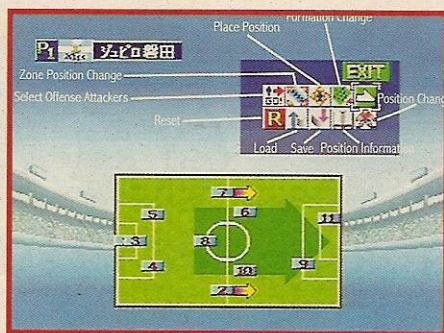 Formation Change
Place Position
P1 ジュビロ磐田
EXIT
Zone Position Change
Select Offense Attackers
GO!
Position Chang
Reset
R
Load Save Position Information
7
5 6 11
3 8
4 10 9
2